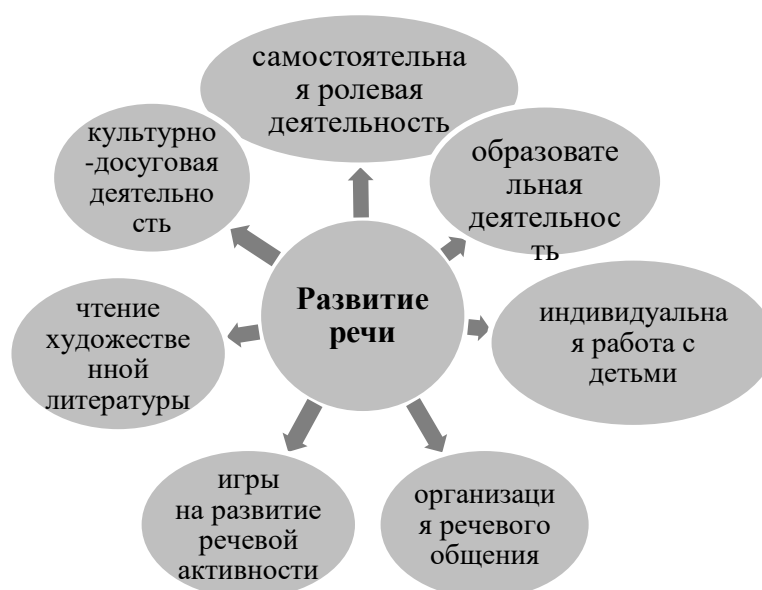 самостоятельна
я ролевая
деятельность
образовате
льная
деятельнос
ть
индивидуальна
я работа с
детьми
организаци
я речевого
общения
игры
на развитие
речевой
активности
чтение
художестве
нной
литературы
культурно
-досуговая
деятельно
сть
Развитие
речи